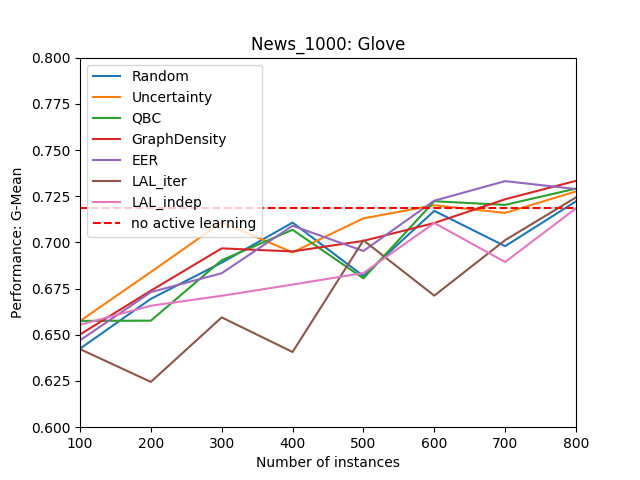 News_1000: Glove
Performance: G-Mean
0.800
0.775
0.750
0.725
0.700
0.675
0.650
0.625
0.600
Random
Uncertainty
QBC
GraphDensity
EER
LAL_iter
LAL_indep
no active learning
100 200 300 400 500 600 700 800
Number of instances